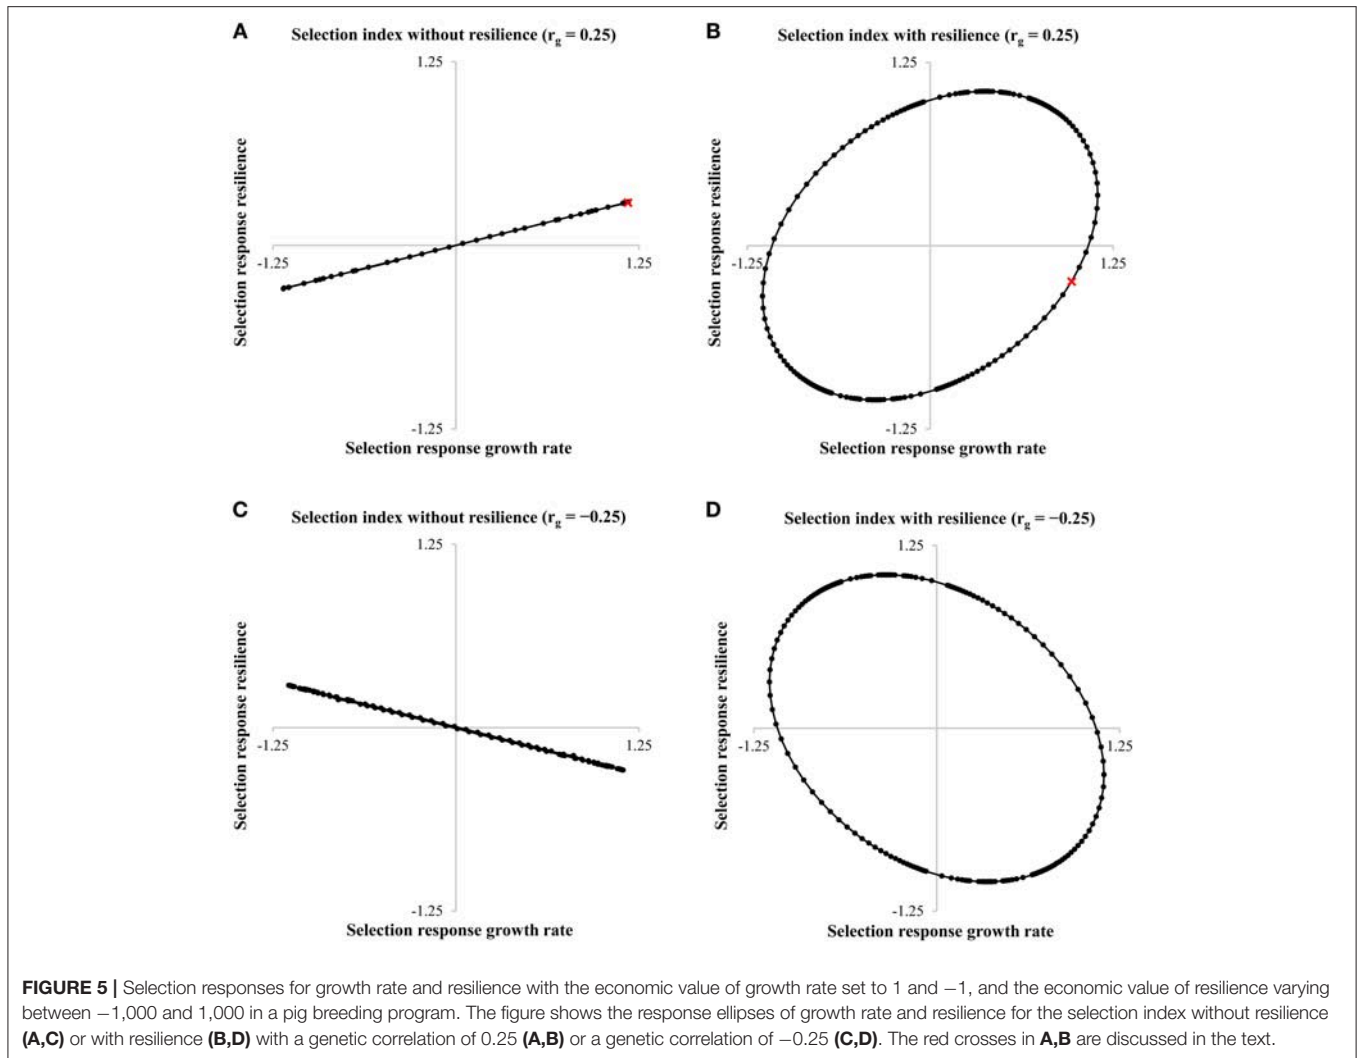 A
Selection index without resilience (rg = 0.25)
1.25
Selection response resilience
-1.25
1.25
-1.25
Selection response growth rate
B
Selection index with resilience (rg = 0.25)
1.25
Selection response resilience
-1.25
1.25
-1.25
Selection response growth rate
C
Selection index without resilience (rg = −0.25)
1.25
Selection response resilience
-1.25
1.25
-1.25
Selection response growth rate
D
Selection index with resilience (rg = −0.25)
1.25
Selection response resilience
-1.25
1.25
-1.25
Selection response growth rate
FIGURE 5 | Selection responses for growth rate and resilience with the economic value of growth rate set to 1 and −1, and the economic value of resilience varying
between −1,000 and 1,000 in a pig breeding program. The figure shows the response ellipses of growth rate and resilience for the selection index without resilience
(A,C) or with resilience (B,D) with a genetic correlation of 0.25 (A,B) or a genetic correlation of −0.25 (C,D). The red crosses in A,B are discussed in the text.